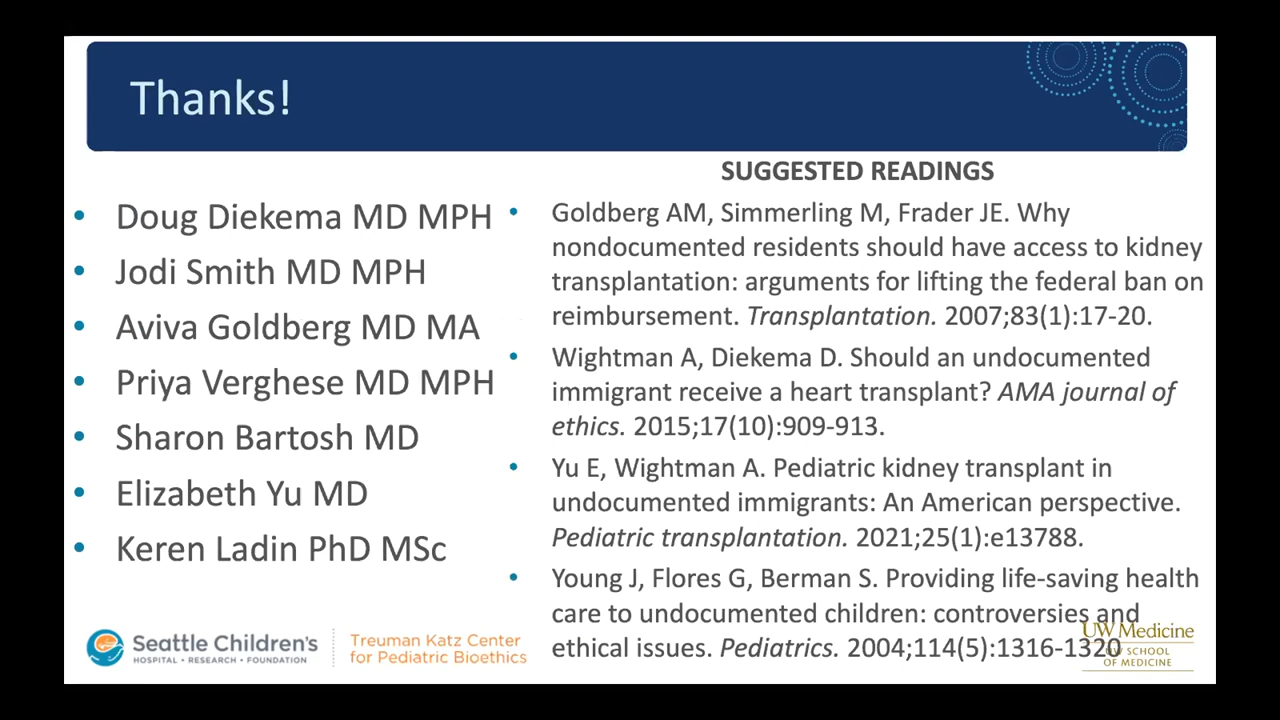 Thanks!
• Doug Diekema MD MPH
• Jodi Smith MD MPH
• Aviva Goldberg MD MA
• Priya Verghese MD MPH
• Sharon Bartosh MD
• Elizabeth Yu MD
• Keren Ladin PhD MSc
SUGGESTED READINGS
• Goldberg AM, Simmerling M, Frader JE. Why
nondocumented residents should have access to kidney
transplantation: arguments for lifting the federal ban on
reimbursement. Transplantation. 2007;83(1):17-20.
• Wightman A, Diekema D. Should an undocumented
immigrant receive a heart transplant? AMA journal of
ethics. 2015;17(10):909-913.
• Yu E, Wightman A. Pediatric kidney transplant in
undocumented immigrants: An American perspective.
Pediatric transplantation. 2021;25(1):e13788.
• Young J, Flores G, Berman S. Providing life-saving health
care to undocumented children: controversies and
ethical issues. Pediatrics. 2004;114(5):1316-1320
Seattle Children's
HOSPITAL • RESEARCH • FOUNDATION
Treuman Katz Center
for Pediatric Bioethics
UW Medicine
UW SCHOOL
OF MEDICINE